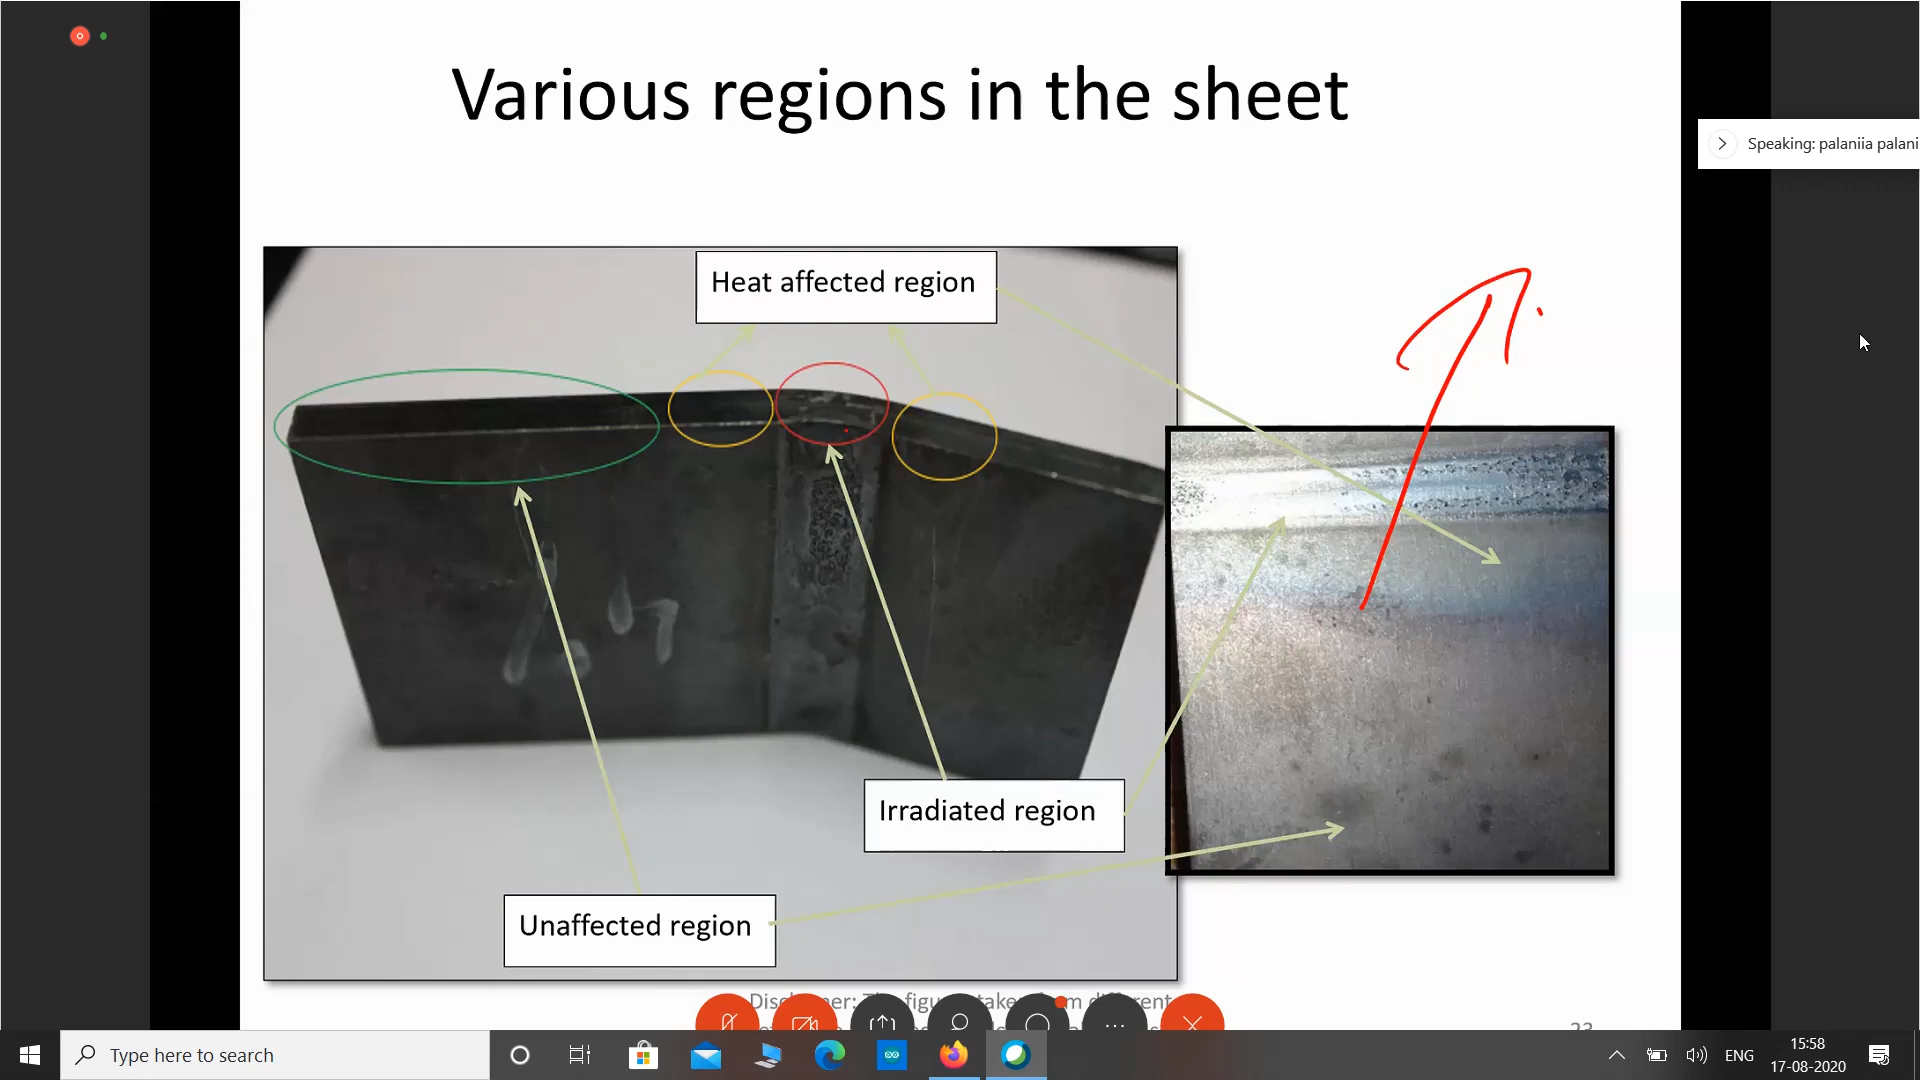 Various regions in the sheet
Speaking: palaniia palani
Heat affected region
Irradiated region
Unaffected region
Type here to search
ENG
15:58
17-08-2020